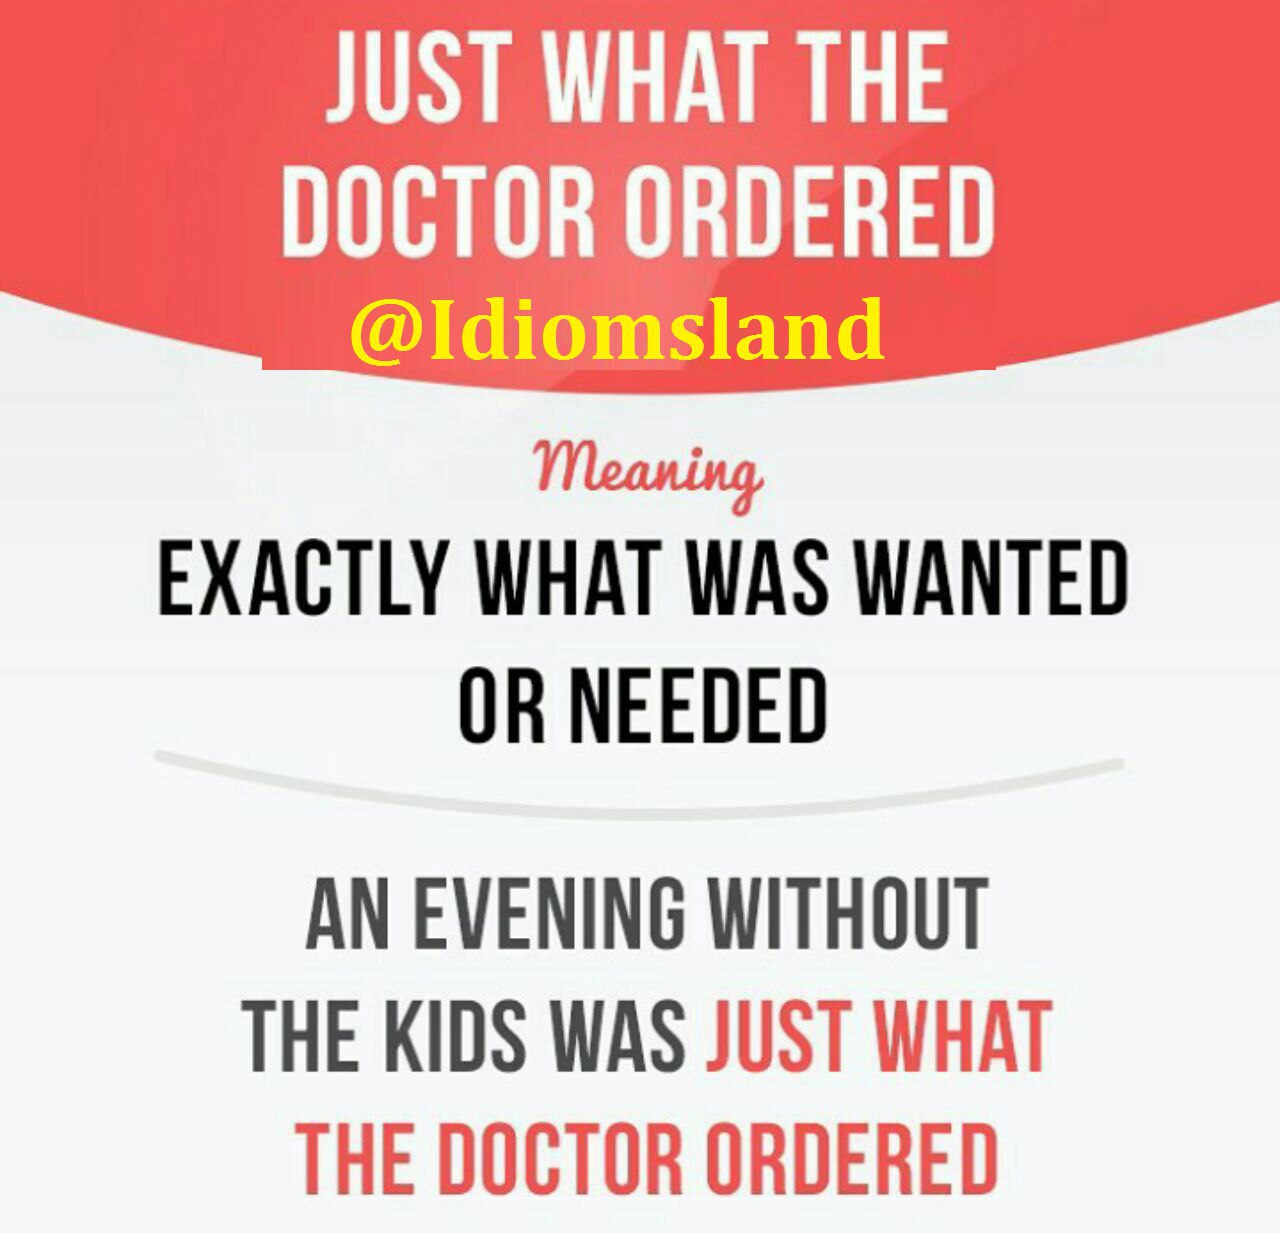 JUST WHAT THE
DOCTOR ORDERED
@Idiomsland
Meaning
EXACTLY WHAT WAS WANTED
OR NEEDED
AN EVENING WITHOUT
THE KIDS WAS JUST WHAT
THE DOCTOR ORDERED